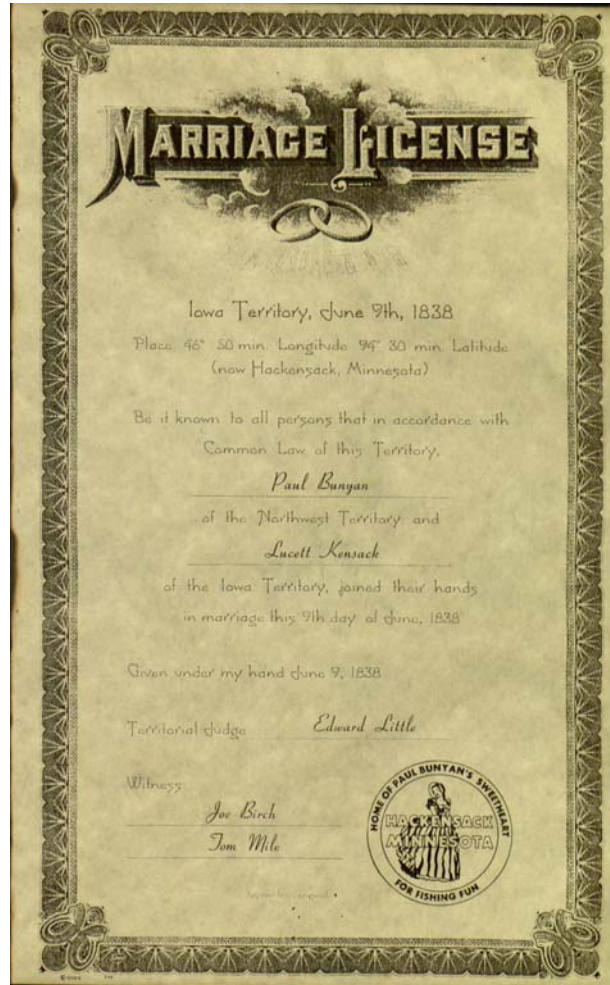 MARRIAGE LICENSE
Iowa Territory, June 9th, 1838
Place 46° 50 min. Longitude 94° 30 min. Latitude
(now Hackensack, Minnesota)
Be it known to all persons that in accordance with
Common Law of this Territory,
Paul Bunyan
of the Northwest Territory and
Lucett Kensack
of the Iowa Territory, joined their hands
in marriage this 9th day of June, 1838
Given under my hand June 9, 1838
Territorial Judge Edward Little
Witness
Joe Birch
Tom Mile
HOME OF PAUL BUNYAN'S SWEETHEART
HACKENSACK
MINNESOTA
FOR FISHING FUN